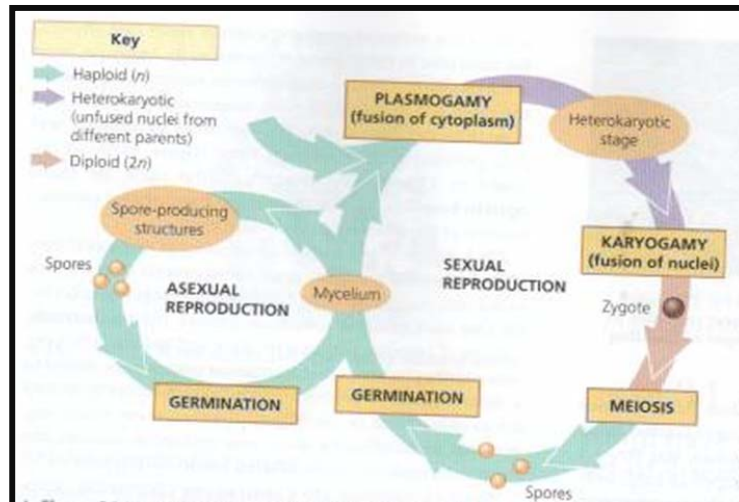 Key
Haploid (n)
Heterokaryotic
(unfused nuclei from
different parents)
Diploid (2n)
PLASMOGAMY
(fusion of cytoplasm)
Heterokaryotic
stage
Spore-producing
structures
KARYOGAMY
(fusion of nuclei)
Spores
ASEXUAL
REPRODUCTION
Mycelium
SEXUAL
REPRODUCTION
Zygote
GERMINATION
GERMINATION
MEIOSIS
Spores